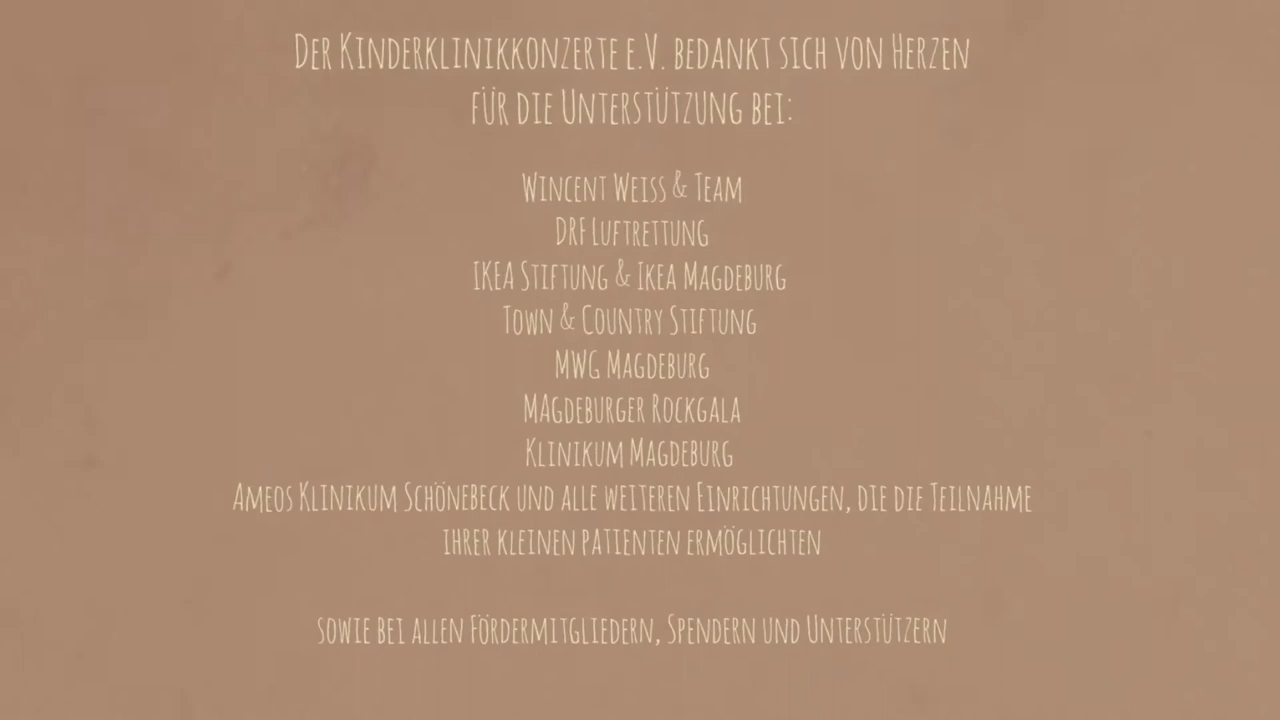 Der Kinderklinikkonzerte e.V. bedankt sich von Herzen
für die Unterstützung bei:
Wincent Weiss & Team
DRF Luftrettung
IKEA Stiftung & Ikea Magdeburg
Town & Country Stiftung
MWG Magdeburg
MAgdeburger Rockgala
Klinikum Magdeburg
Ameos Klinikum Schönebeck und alle weiteren Einrichtungen, die die Teilnahme
ihrer kleinen Patienten ermöglichten
sowie bei allen Fördermitgliedern, Spendern und Unterstützern